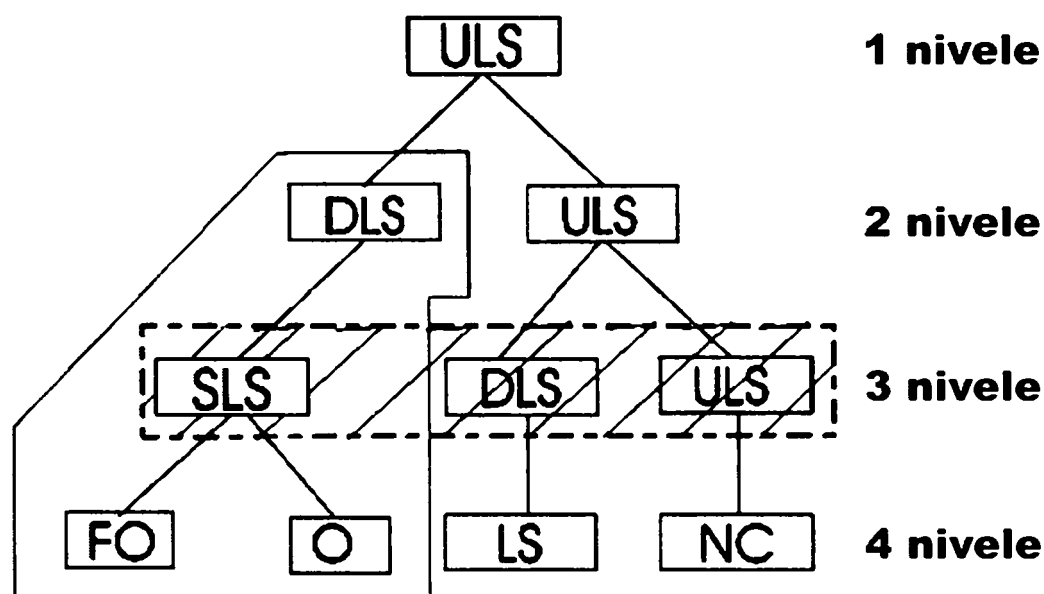 ULS 1 nivele
DLS ULS 2 nivele
SLS DLS ULS 3 nivele
FO O LS NC 4 nivele